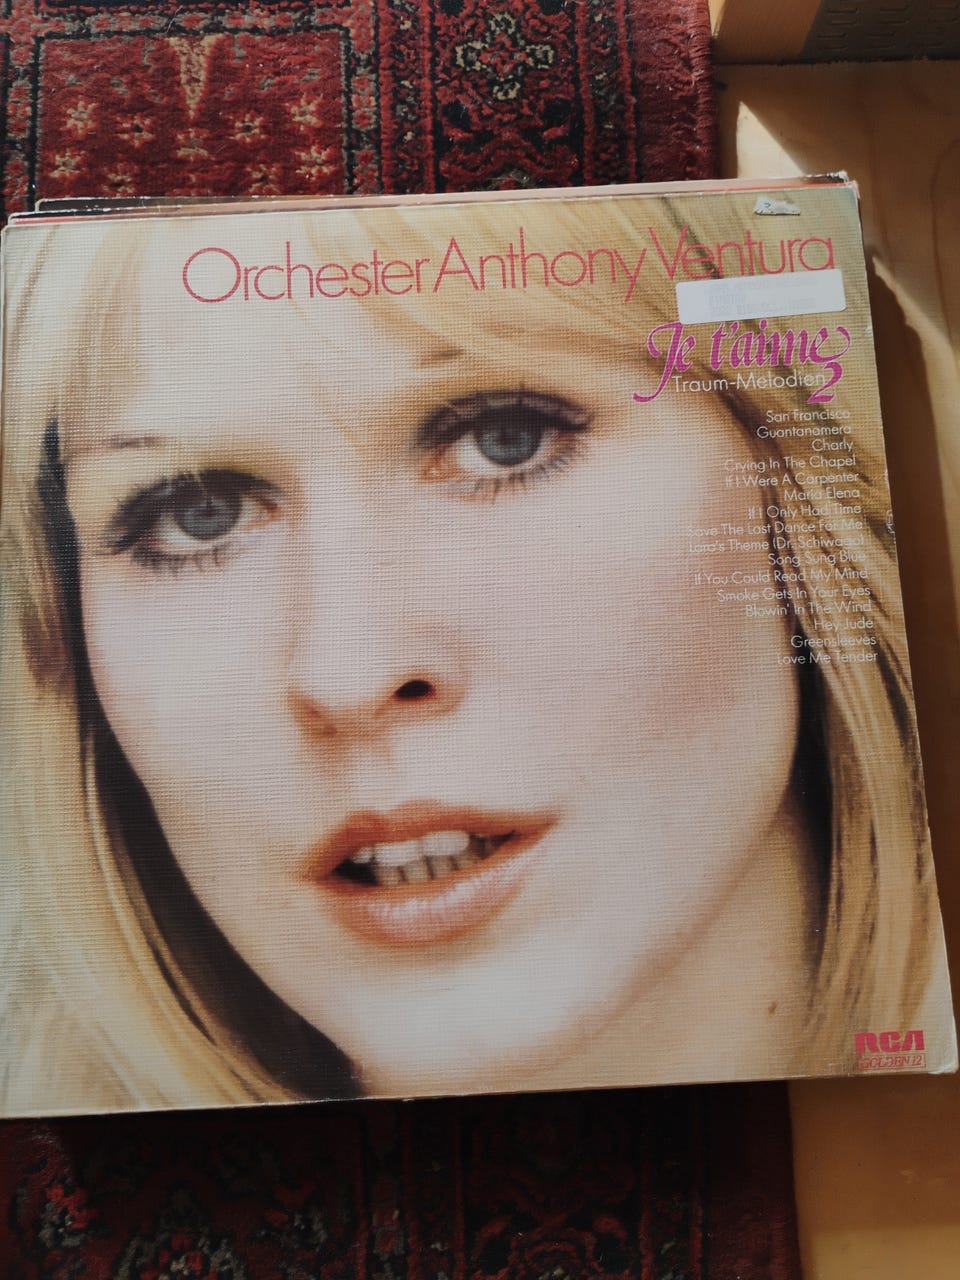 Orchester Anthony Ventura
Je t'aime 2
Traum-Melodien
San Francisco
Guantanamera
Charly
Crying In The Chapel
If I Were A Carpenter
Maria Elena
If I Only Had Time
Save The Last Dance For Me
Lara's Theme (Dr. Schiwago)
Song Sung Blue
If You Could Read My Mind
Smoke Gets In Your Eyes
Blowin' In The Wind
Hey Jude
Greensleeves
Love Me Tender
RCA
GOLDEN 12